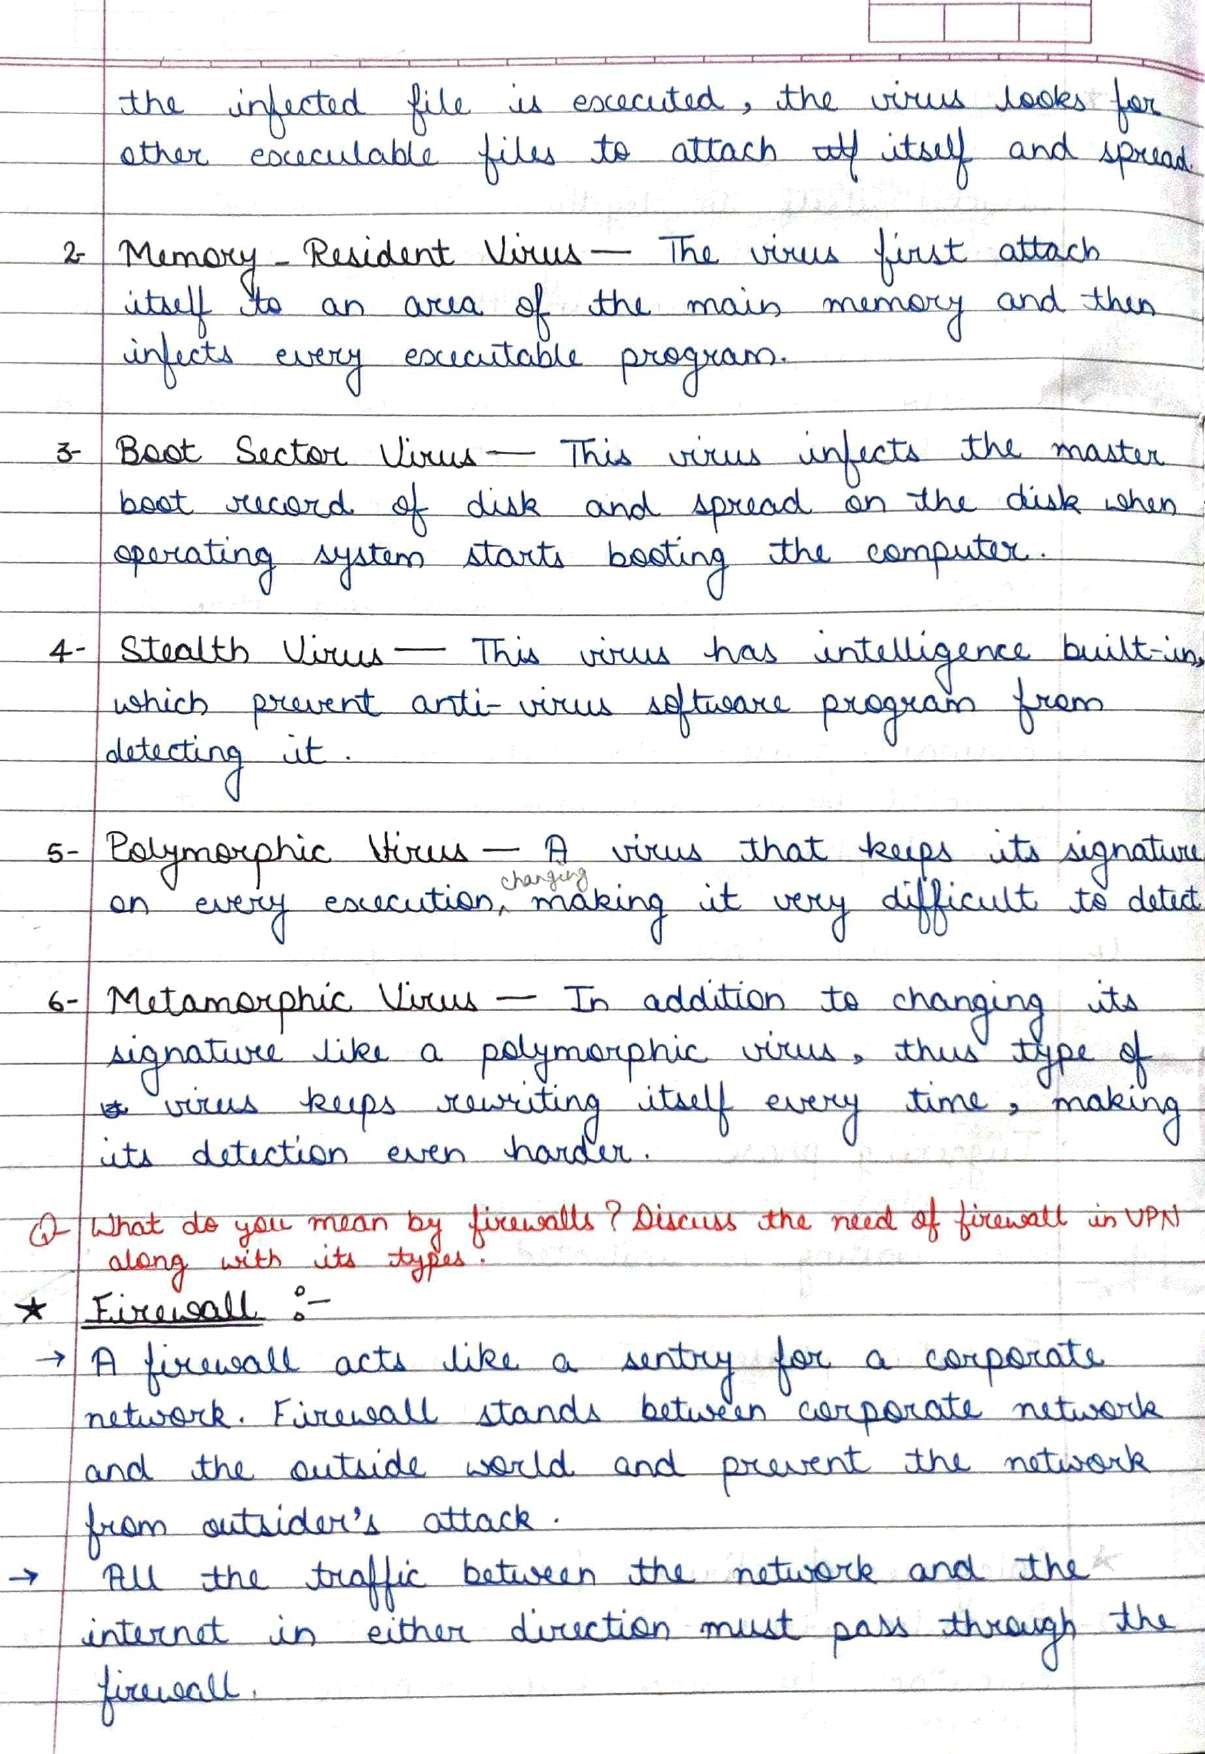 the infected file is executed, the virus looks for
other execulable files to attach itself and spread.
2- Memory - Resident Virus — The virus first attach
itself to an area of the main memory and then
infects every executable program.
3- Boot Sector Virus — This virus infects the master
boot record of disk and spread on the disk when
operating system starts booting the computer.
4- Stealth Virus — This virus has intelligence built-in,
which prevent anti-virus software program from
detecting it.
5- Polymorphic Virus — A virus that keeps its signature
changing
on every execution, making it very difficult to detect
6- Metamorphic Virus — In addition to changing its
signature like a polymorphic virus, thus type of
virus keeps rewriting itself every time, making
its detection even harder.
Q- What do you mean by firewalls? Discuss the need of firewall in VPN
along with its types.
★ Firewall :-
→ A firewall acts like a sentry for a corporate
network. Firewall stands between corporate network
and the outside world and prevent the network
from outsider's attack.
→ All the traffic between the network and the
internet in either direction must pass through the
firewall.